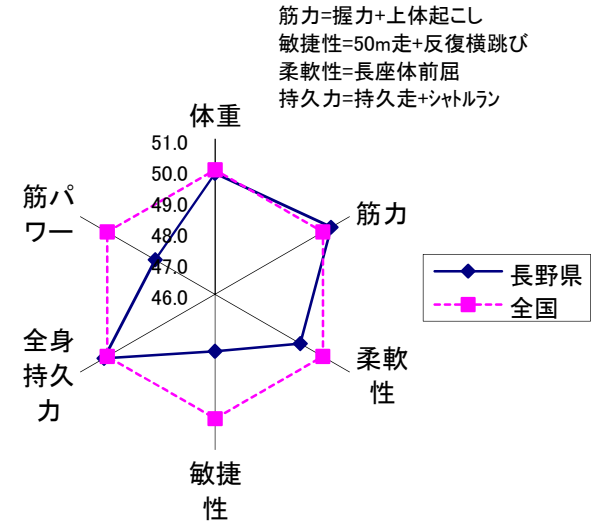 筋力=握力+上体起こし
敏捷性=50m走+反復横跳び
柔軟性=長座体前屈
持久力=持久走+シャトルラン
体重
51.0
50.0
49.0
48.0
47.0
46.0
筋力
柔軟
性
敏捷
性
全身
持久
力
筋パ
ワー
長野県
全国